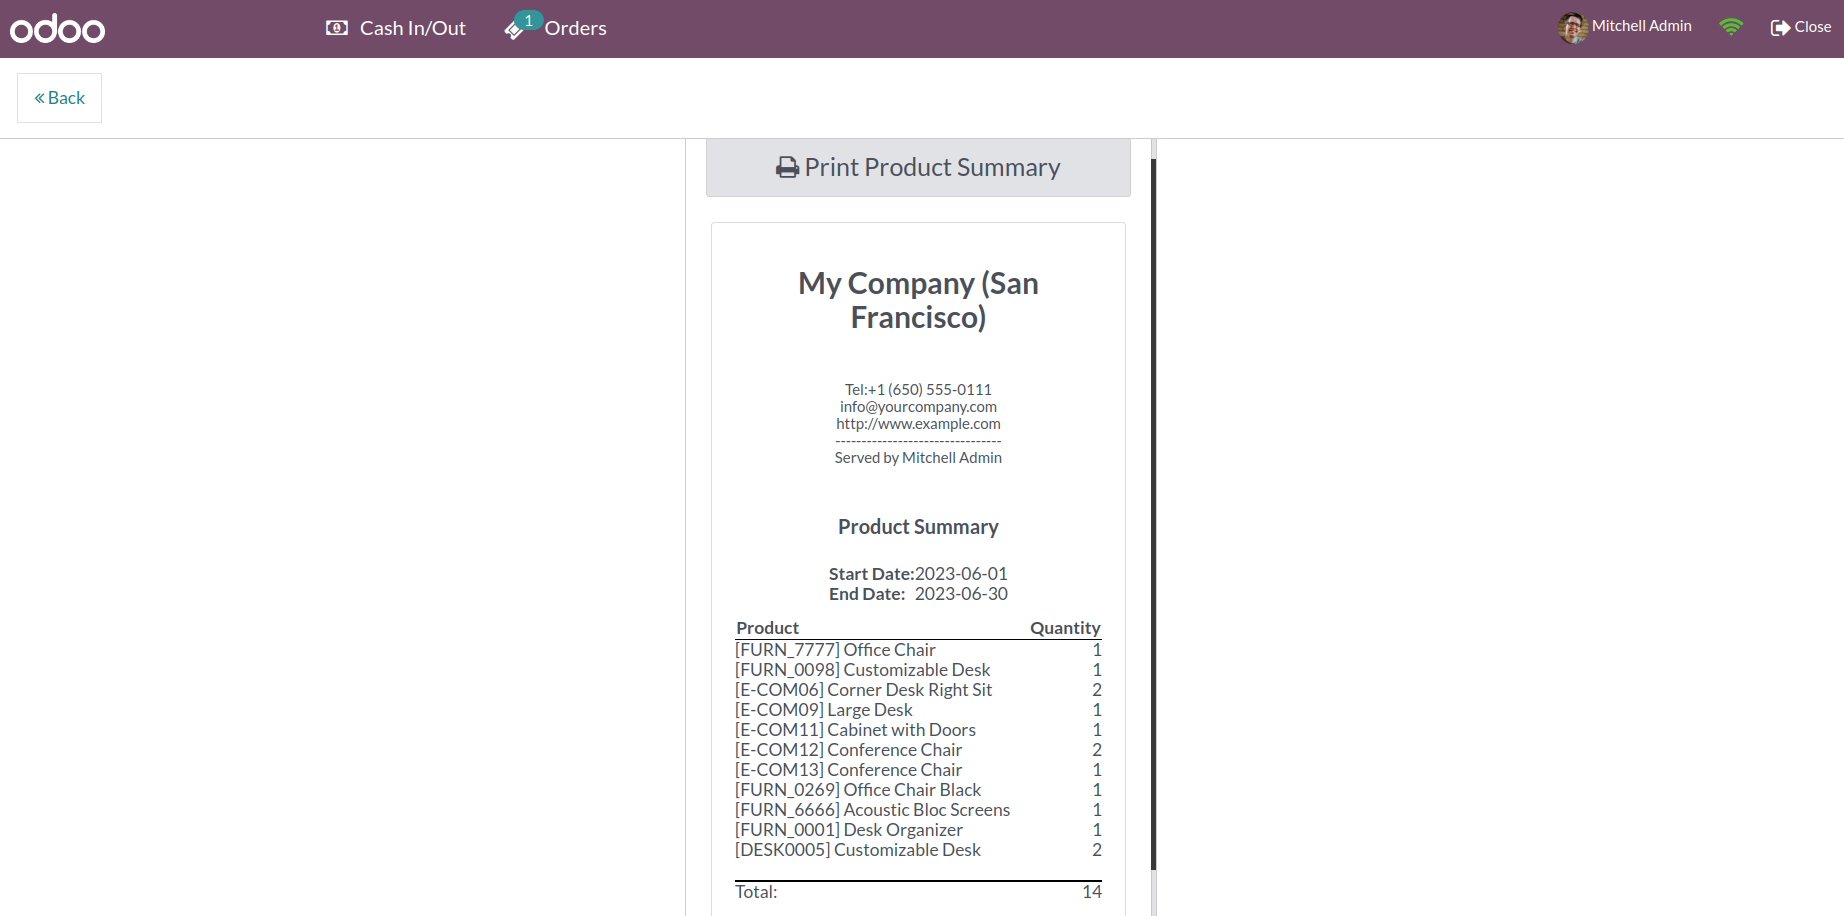 odoo
Cash In/Out
1
Orders
Mitchell Admin
Close
« Back
Print Product Summary
My Company (San
Francisco)
Tel:+1 (650) 555-0111
info@yourcompany.com
http://www.example.com
--------------------------------
Served by Mitchell Admin
Product Summary
Start Date:2023-06-01
End Date: 2023-06-30
Product Quantity
[FURN_7777] Office Chair 1
[FURN_0098] Customizable Desk 1
[E-COM06] Corner Desk Right Sit 2
[E-COM09] Large Desk 1
[E-COM11] Cabinet with Doors 1
[E-COM12] Conference Chair 2
[E-COM13] Conference Chair 1
[FURN_0269] Office Chair Black 1
[FURN_6666] Acoustic Bloc Screens 1
[FURN_0001] Desk Organizer 1
[DESK0005] Customizable Desk 2
Total: 14